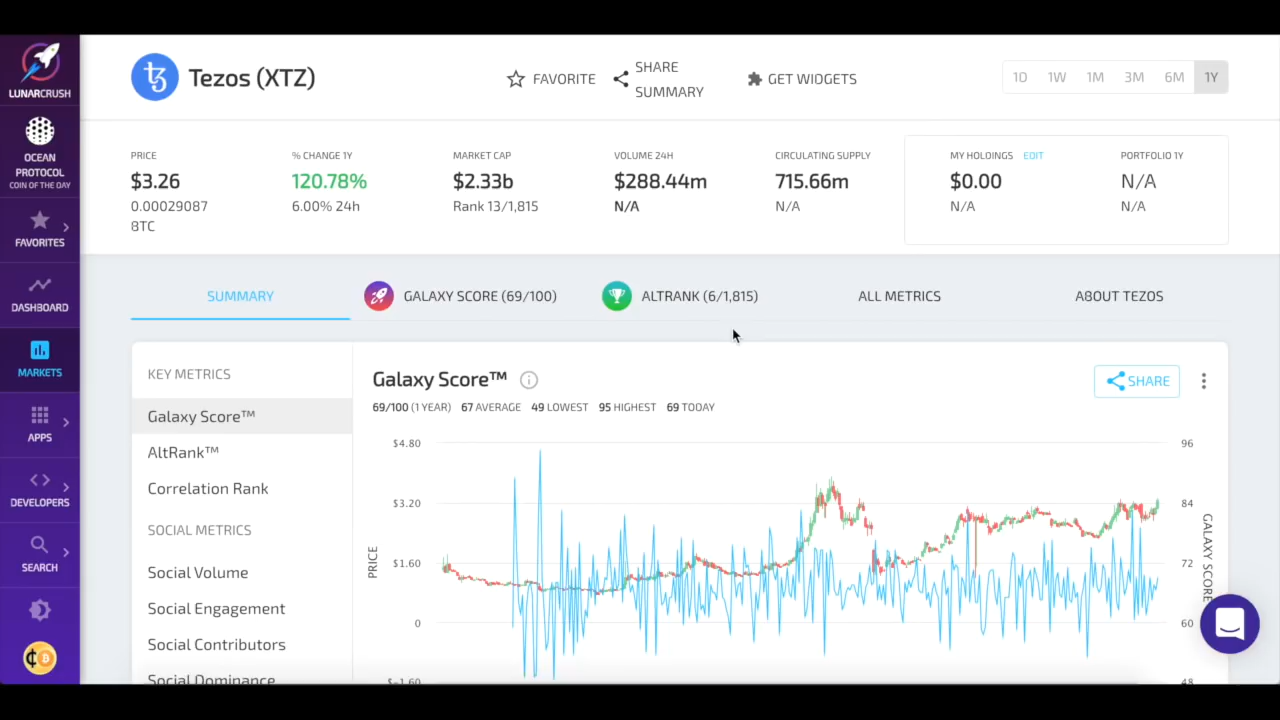 LUNARCRUSH
OCEAN
PROTOCOL
COIN OF THE DAY
FAVORITES
DASHBOARD
MARKETS
APPS
DEVELOPERS
SEARCH
Tezos (XTZ)
FAVORITE
SHARE
SUMMARY
GET WIDGETS
1D 1W 1M 3M 6M 1Y
PRICE
$3.26
0.00029087
BTC
% CHANGE 1Y
120.78%
6.00% 24h
MARKET CAP
$2.33b
Rank 13/1,815
VOLUME 24H
$288.44m
N/A
CIRCULATING SUPPLY
715.66m
N/A
MY HOLDINGS EDIT
$0.00
N/A
PORTFOLIO 1Y
N/A
N/A
SUMMARY
GALAXY SCORE (69/100)
ALTRANK (6/1,815)
ALL METRICS
ABOUT TEZOS
KEY METRICS
Galaxy Score™
AltRank™
Correlation Rank
SOCIAL METRICS
Social Volume
Social Engagement
Social Contributors
Social Dominance
Galaxy Score™
SHARE
69/100 (1 YEAR) 67 AVERAGE 49 LOWEST 95 HIGHEST 69 TODAY
$4.80
$3.20
$1.60
0
$-1.60
PRICE
96
84
72
60
48
GALAXY SCORE